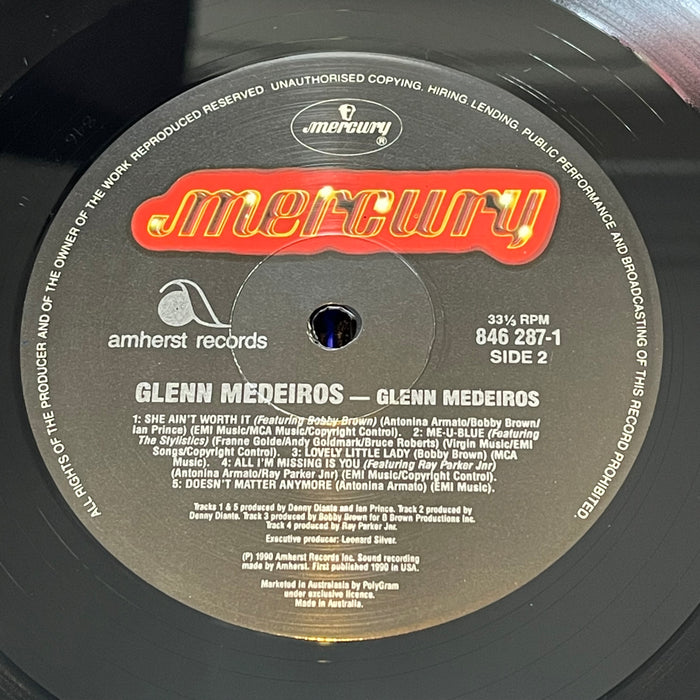 ALL RIGHTS OF THE PRODUCER AND OF THE OWNER OF THE WORK REPRODUCED RESERVED UNAUTHORISED COPYING, HIRING, LENDING, PUBLIC PERFORMANCE AND BROADCASTING OF THIS RECORD PROHIBITED
mercury
®
mercury
amherst records
33⅓ RPM
846 287-1
SIDE 2
GLENN MEDEIROS — GLENN MEDEIROS
1: SHE AIN'T WORTH IT (Featuring Bobby Brown) (Antonina Armato/Bobby Brown/
Ian Prince) (EMI Music/MCA Music/Copyright Control). 2: ME-U-BLUE (Featuring
The Stylistics) (Franne Golde/Andy Goldmark/Bruce Roberts) (Virgin Music/EMI
Songs/Copyright Control). 3: LOVELY LITTLE LADY (Bobby Brown) (MCA
Music). 4: ALL I'M MISSING IS YOU (Featuring Ray Parker Jnr)
(Antonina Armato/Ray Parker Jnr) (EMI Music/Copyright Control).
5: DOESN'T MATTER ANYMORE (Antonina Armato) (EMI Music).
Tracks 1 & 5 produced by Denny Diante and Ian Prince. Track 2 produced by
Denny Diante. Track 3 produced by Bobby Brown for B Brown Productions Inc.
Track 4 produced by Ray Parker Jnr.
Executive producer: Leonard Silver.
(P) 1990 Amherst Records Inc. Sound recording
made by Amherst. First published 1990 in USA.
Marketed in Australasia by PolyGram
under exclusive licence.
Made in Australia.